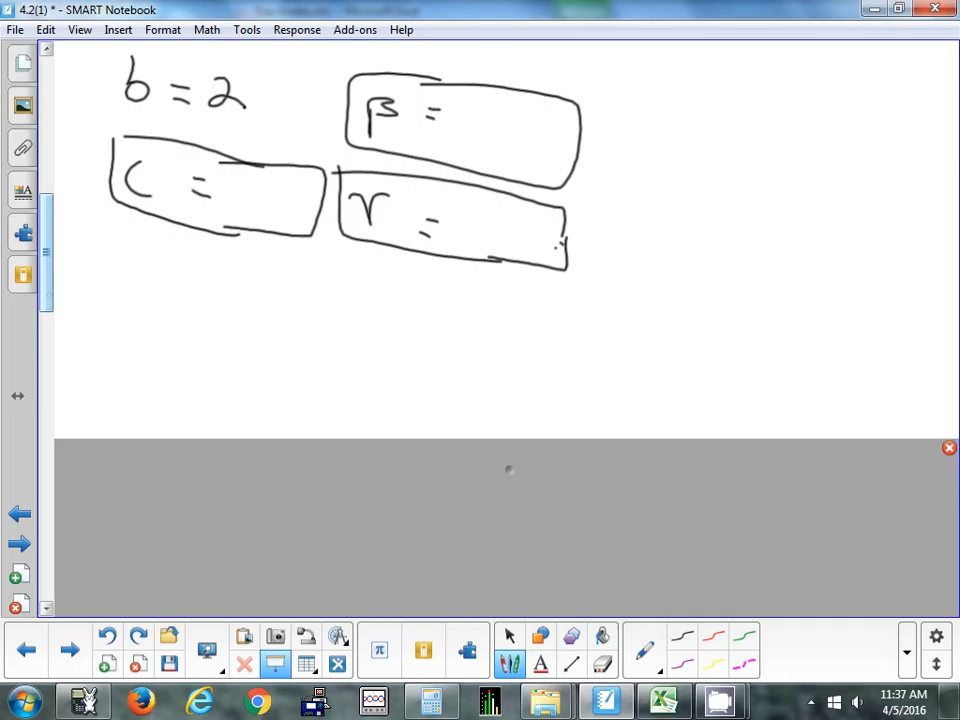 4.2(1) * - SMART Notebook
File Edit View Insert Format Math Tools Response Add-ons Help
b = 2
β =
C =
γ =
π
A
11:37 AM
4/5/2016